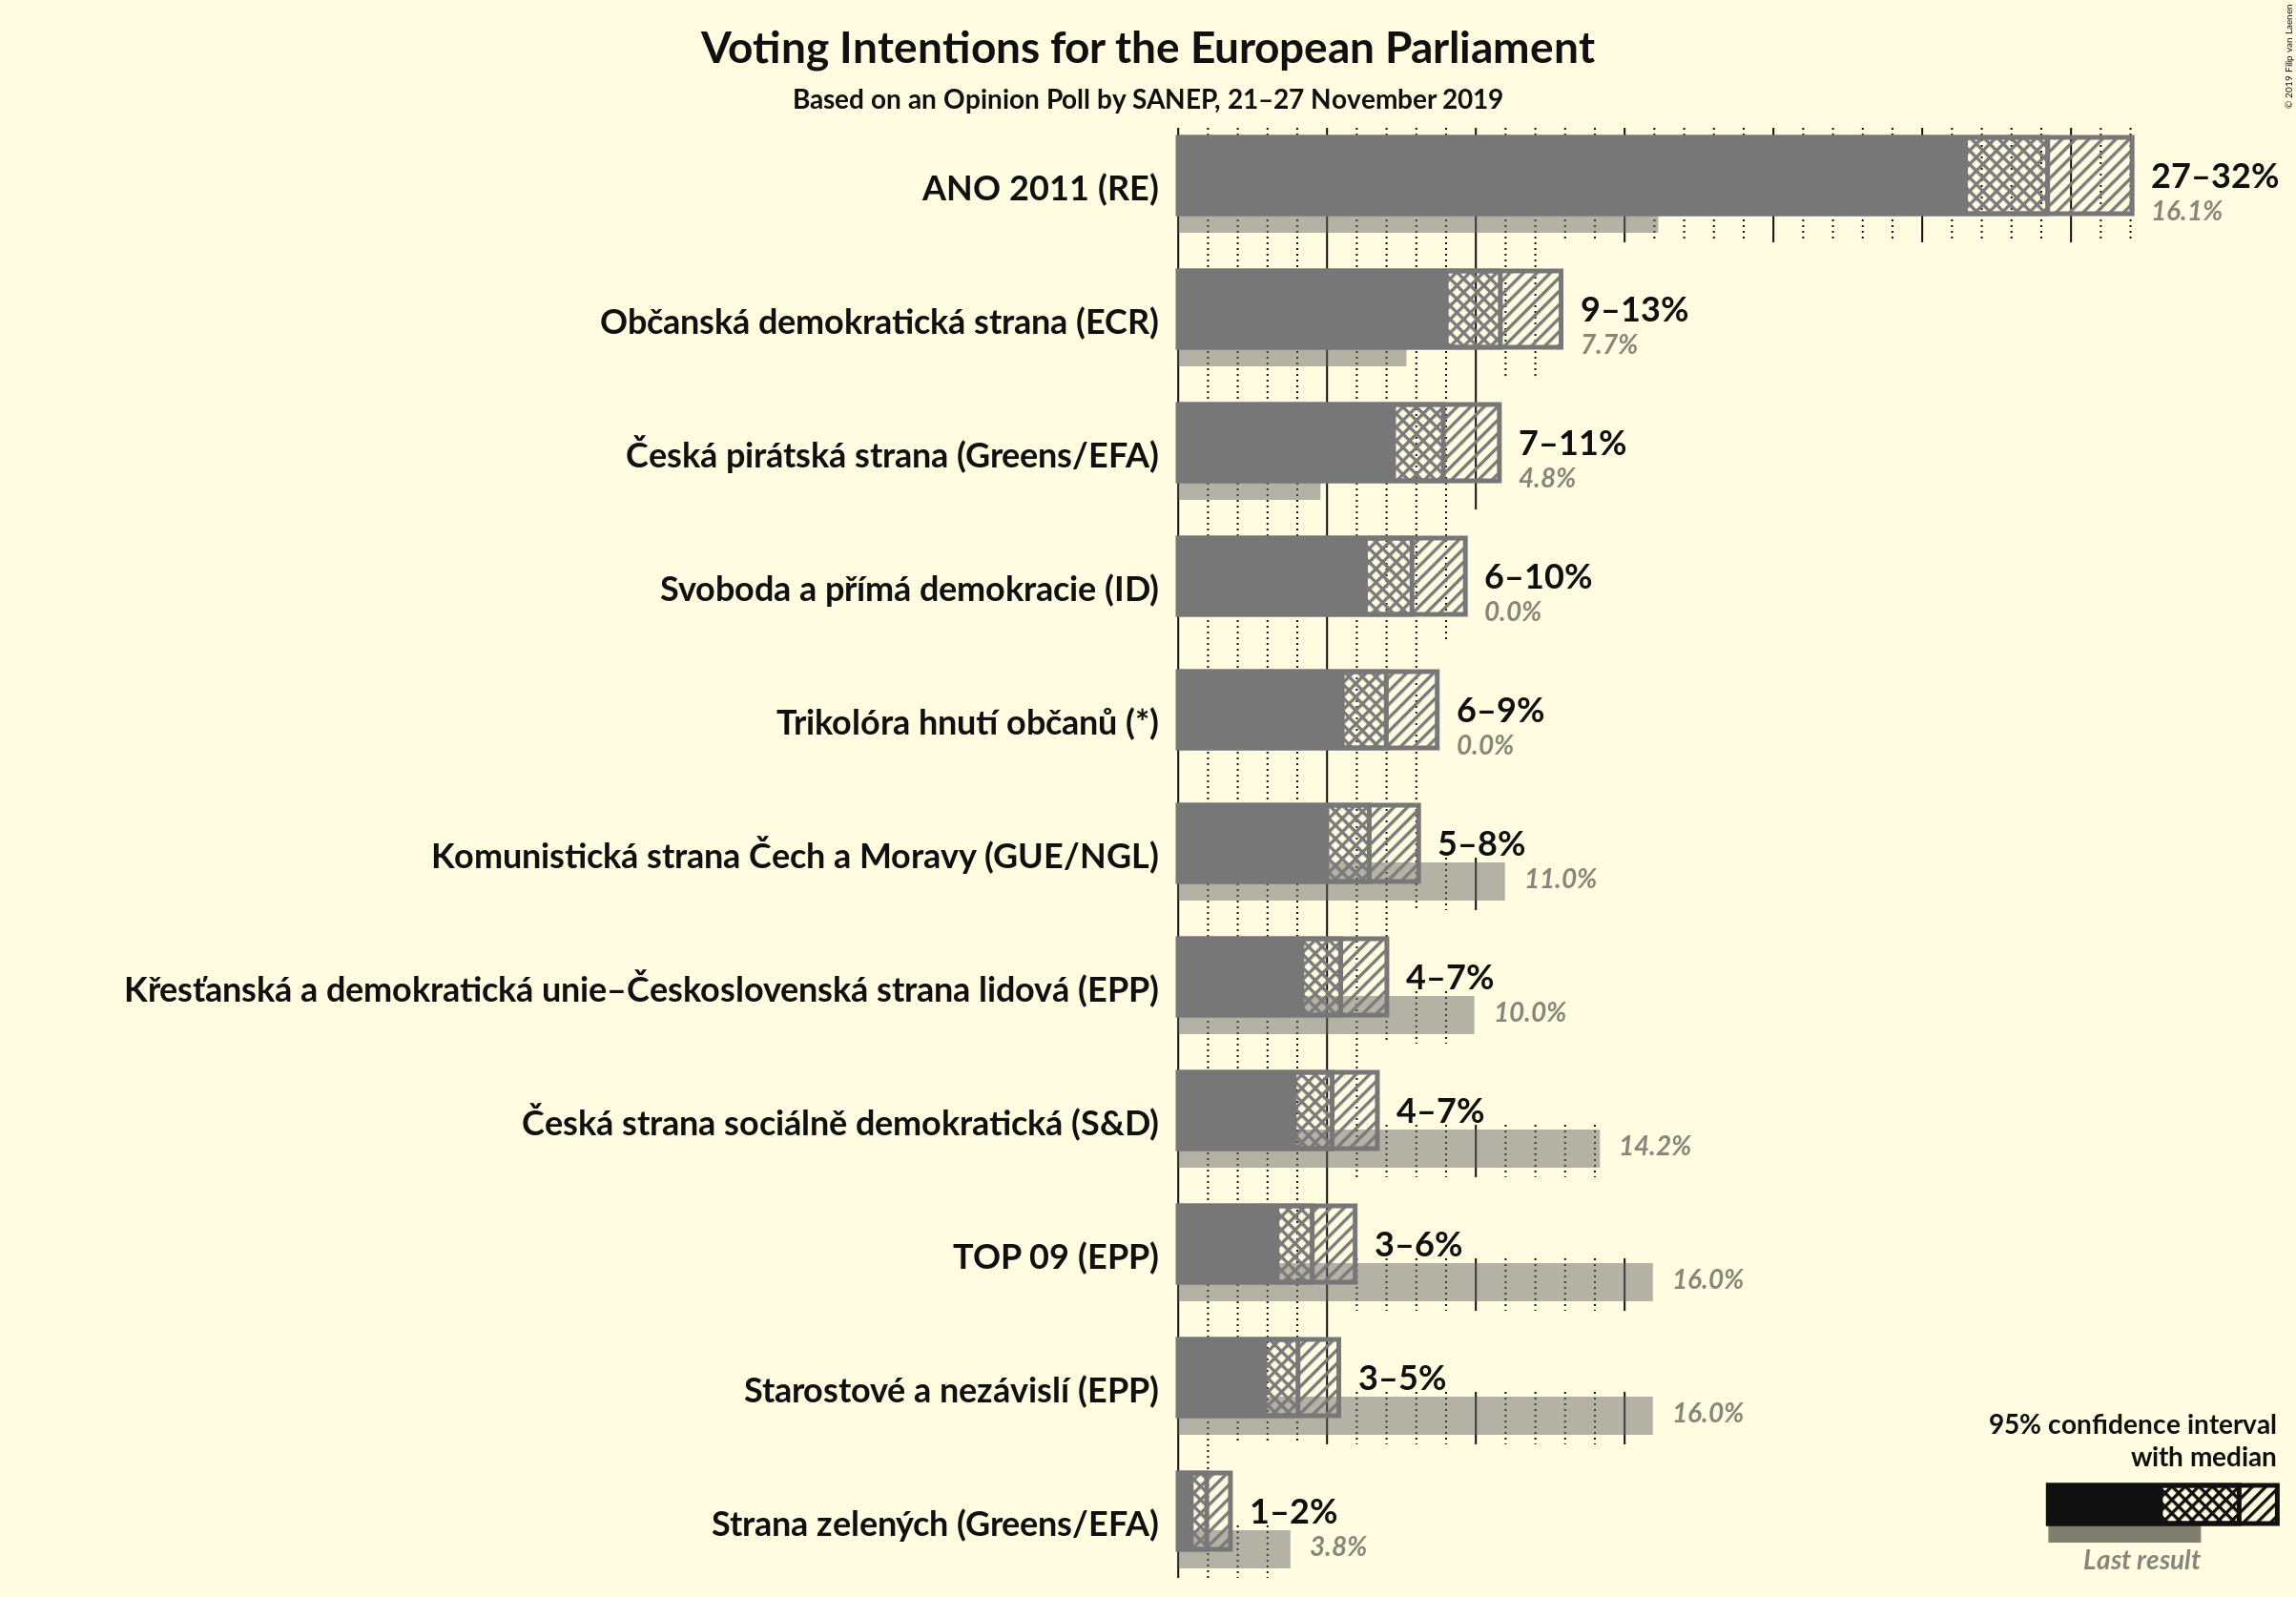 Voting Intentions for the European Parliament
Based on an Opinion Poll by SANEP, 21–27 November 2019
© 2019 Filip van Laenen
ANO 2011 (RE)
27–32%
16.1%
Občanská demokratická strana (ECR)
9–13%
7.7%
Česká pirátská strana (Greens/EFA)
7–11%
4.8%
Svoboda a přímá demokracie (ID)
6–10%
0.0%
Trikolóra hnutí občanů (*)
6–9%
0.0%
Komunistická strana Čech a Moravy (GUE/NGL)
5–8%
11.0%
Křesťanská a demokratická unie–Československá strana lidová (EPP)
4–7%
10.0%
Česká strana sociálně demokratická (S&D)
4–7%
14.2%
TOP 09 (EPP)
3–6%
16.0%
Starostové a nezávislí (EPP)
3–5%
16.0%
Strana zelených (Greens/EFA)
1–2%
3.8%
95% confidence interval
with median
Last result